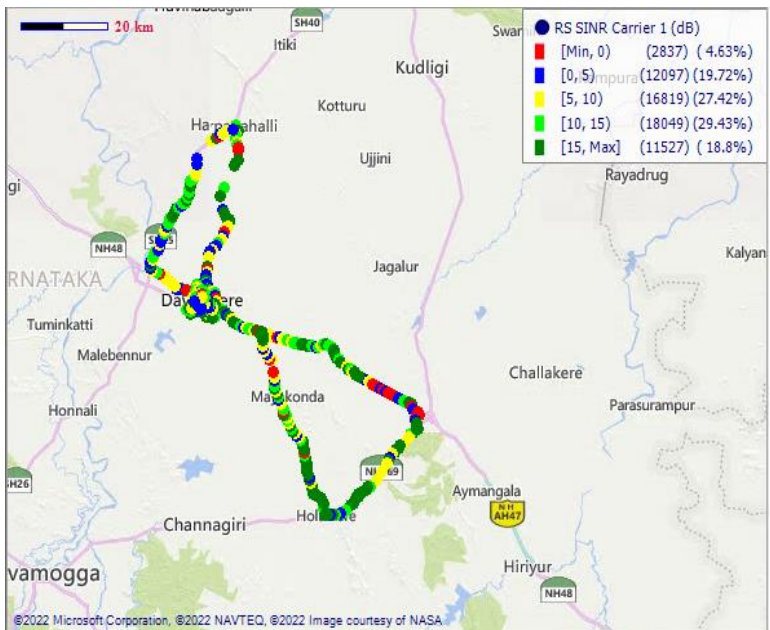 20 km
SH40
Itiki
Kudligi
Kotturu
Ujjini
Rayadrug
RS SINR Carrier 1 (dB)
[Min, 0) (2837) ( 4.63%)
[0, 5) (12097) (19.72%)
[5, 10) (16819) (27.42%)
[10, 15) (18049) (29.43%)
[15, Max] (11527) ( 18.8%)
gi
NH48
Jagalur
Kalyan
RNATAKA
Tuminkatti
Malebennur
Challakere
Honnali
Parasurampur
SH26
Aymangala
NH
AH47
Channagiri
vamogga
Hiriyur
NH48
©2022 Microsoft Corporation, ©2022 NAVTEQ, ©2022 Image courtesy of NASA